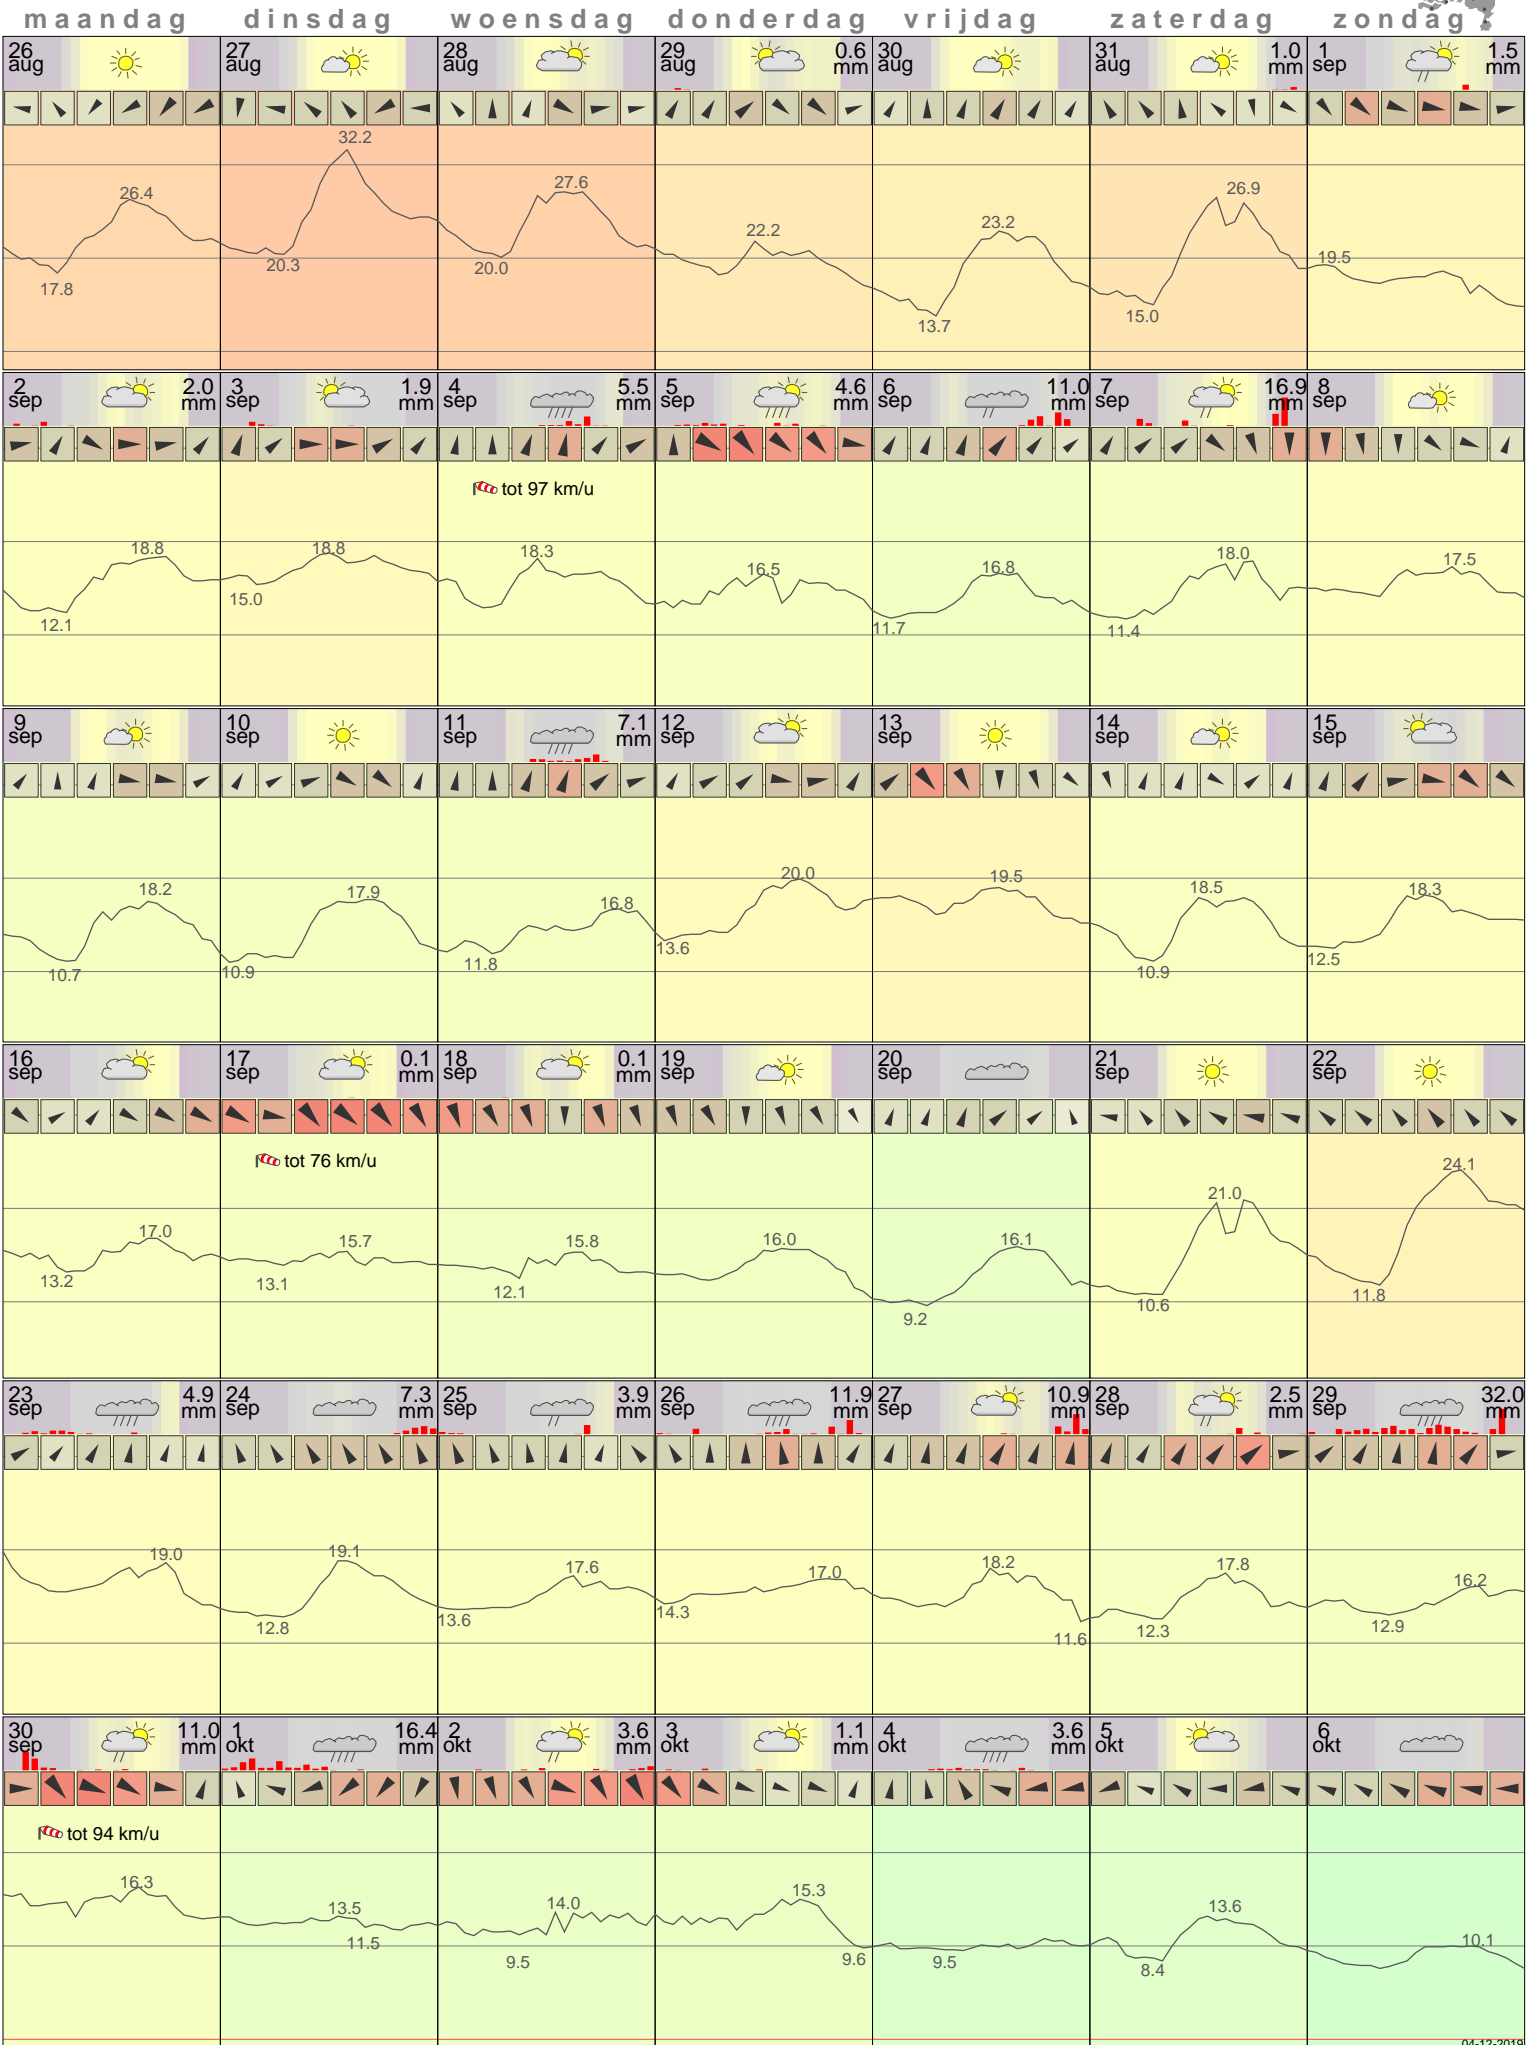 maandag dinsdag woensdag donderdag vrijdag zaterdag zondag
26 aug 27 aug 28 aug 29 aug 0.6 mm 30 aug 31 aug 1.0 mm 1 sep 1.5 mm
32.2
26.4 27.6 26.9
22.2 23.2
20.3 20.0 19.5
17.8 13.7 15.0
2 sep 2.0 mm 3 sep 1.9 mm 4 sep 5.5 mm 5 sep 4.6 mm 6 sep 11.0 mm 7 sep 16.9 mm 8 sep
tot 97 km/u
18.8 18.8 18.3 16.5 16.8 18.0 17.5
12.1 15.0 11.7 11.4
9 sep 10 sep 11 sep 7.1 mm 12 sep 13 sep 14 sep 15 sep
18.2 17.9 16.8 20.0 19.5 18.5 18.3
10.7 10.9 11.8 13.6 10.9 12.5
16 sep 17 sep 0.1 mm 18 sep 0.1 mm 19 sep 20 sep 21 sep 22 sep
tot 76 km/u
17.0 15.7 15.8 16.0 16.1 21.0 24.1
13.2 13.1 12.1 9.2 10.6 11.8
23 sep 4.9 mm 24 sep 7.3 mm 25 sep 3.9 mm 26 sep 11.9 mm 27 sep 10.9 mm 28 sep 2.5 mm 29 sep 32.0 mm
19.0 19.1 17.6 17.0 18.2 17.8 16.2
12.8 13.6 14.3 11.6 12.3 12.9
30 sep 11.0 mm 1 okt 16.4 mm 2 okt 3.6 mm 3 okt 1.1 mm 4 okt 3.6 mm 5 okt 6 okt
tot 94 km/u
16.3 13.5 14.0 15.3 13.6 10.1
11.5 9.5 9.6 9.5 8.4
04-12-2019